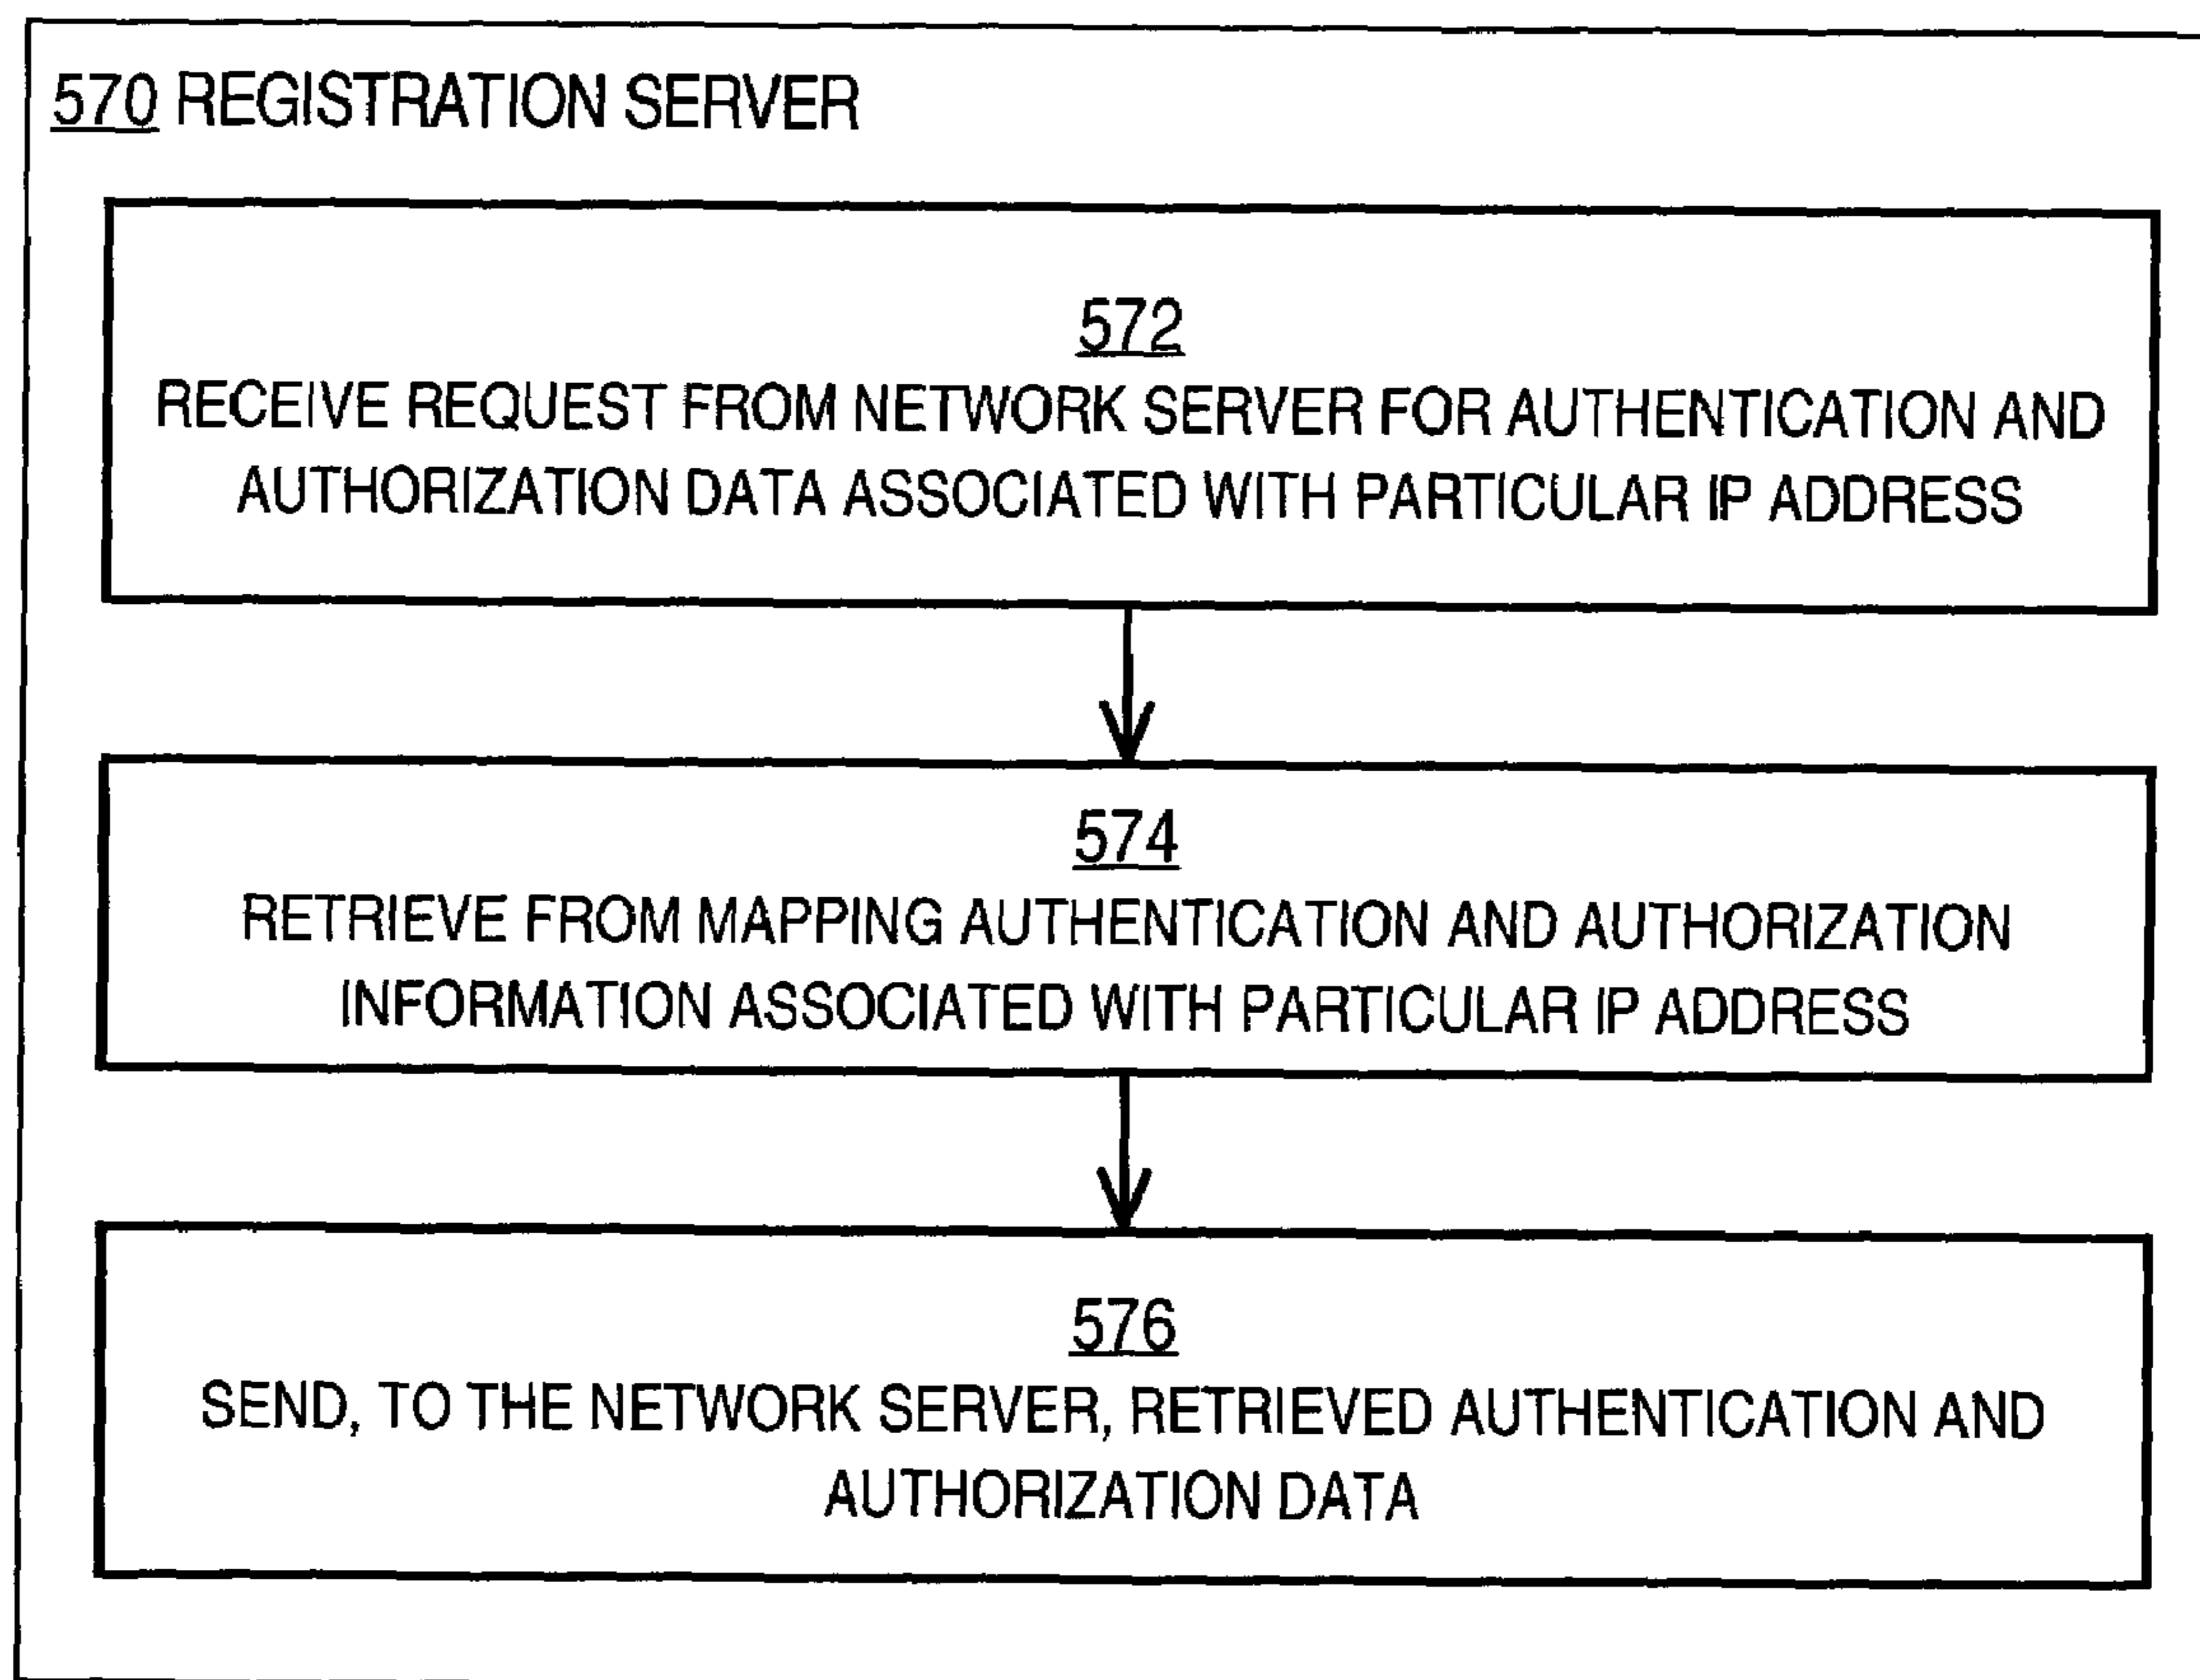 570 REGISTRATION SERVER
572
RECEIVE REQUEST FROM NETWORK SERVER FOR AUTHENTICATION AND
AUTHORIZATION DATA ASSOCIATED WITH PARTICULAR IP ADDRESS
574
RETRIEVE FROM MAPPING AUTHENTICATION AND AUTHORIZATION
INFORMATION ASSOCIATED WITH PARTICULAR IP ADDRESS
576
SEND, TO THE NETWORK SERVER, RETRIEVED AUTHENTICATION AND
AUTHORIZATION DATA